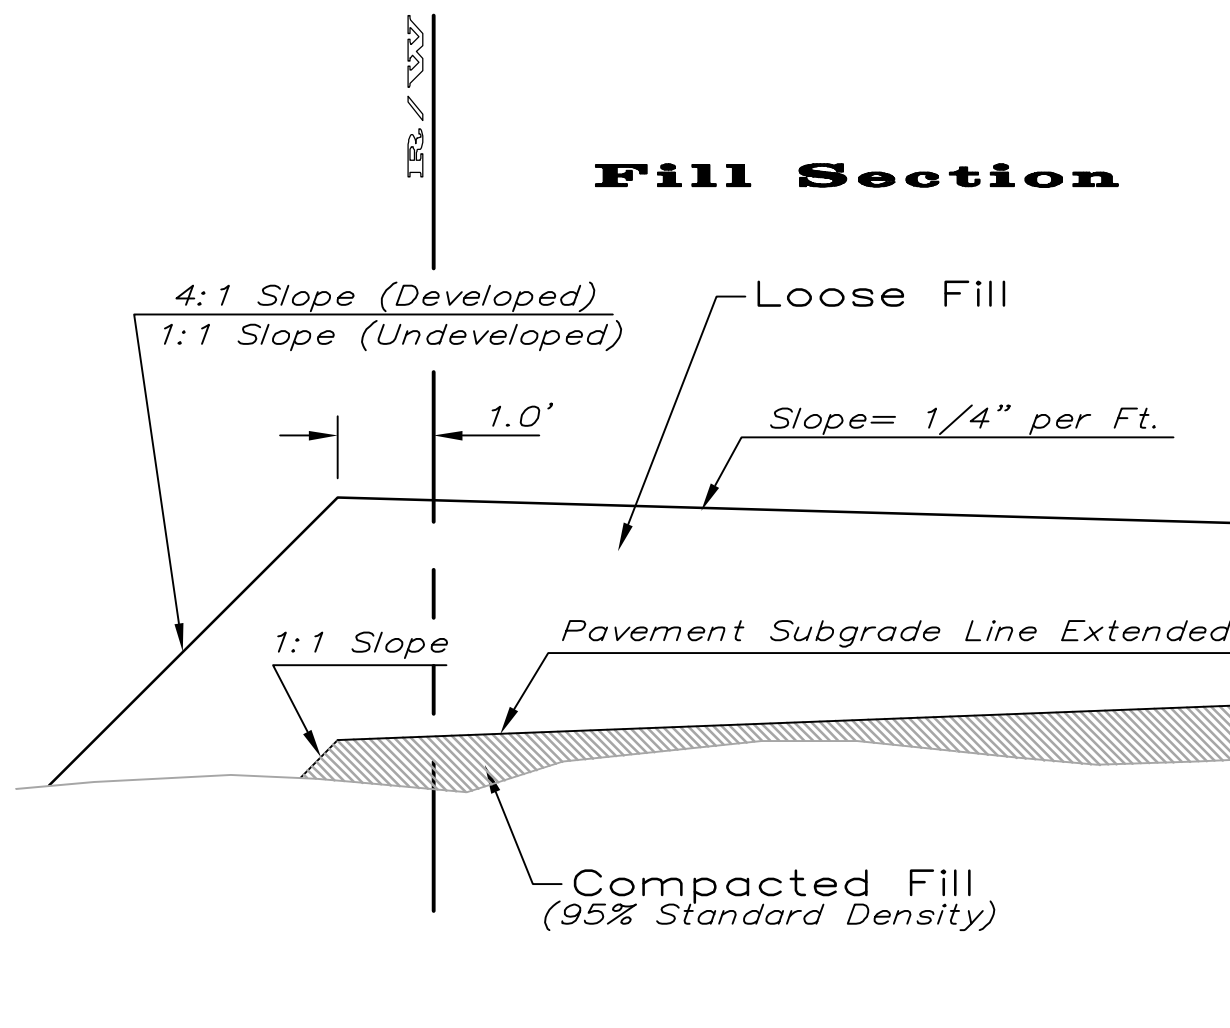 R/W
Fill Section
4:1 Slope (Developed)
1:1 Slope (Undeveloped)
Loose Fill
1.0’
Slope= 1/4” per Ft.
1:1 Slope
Pavement Subgrade Line Extended
Compacted Fill
(95% Standard Density)